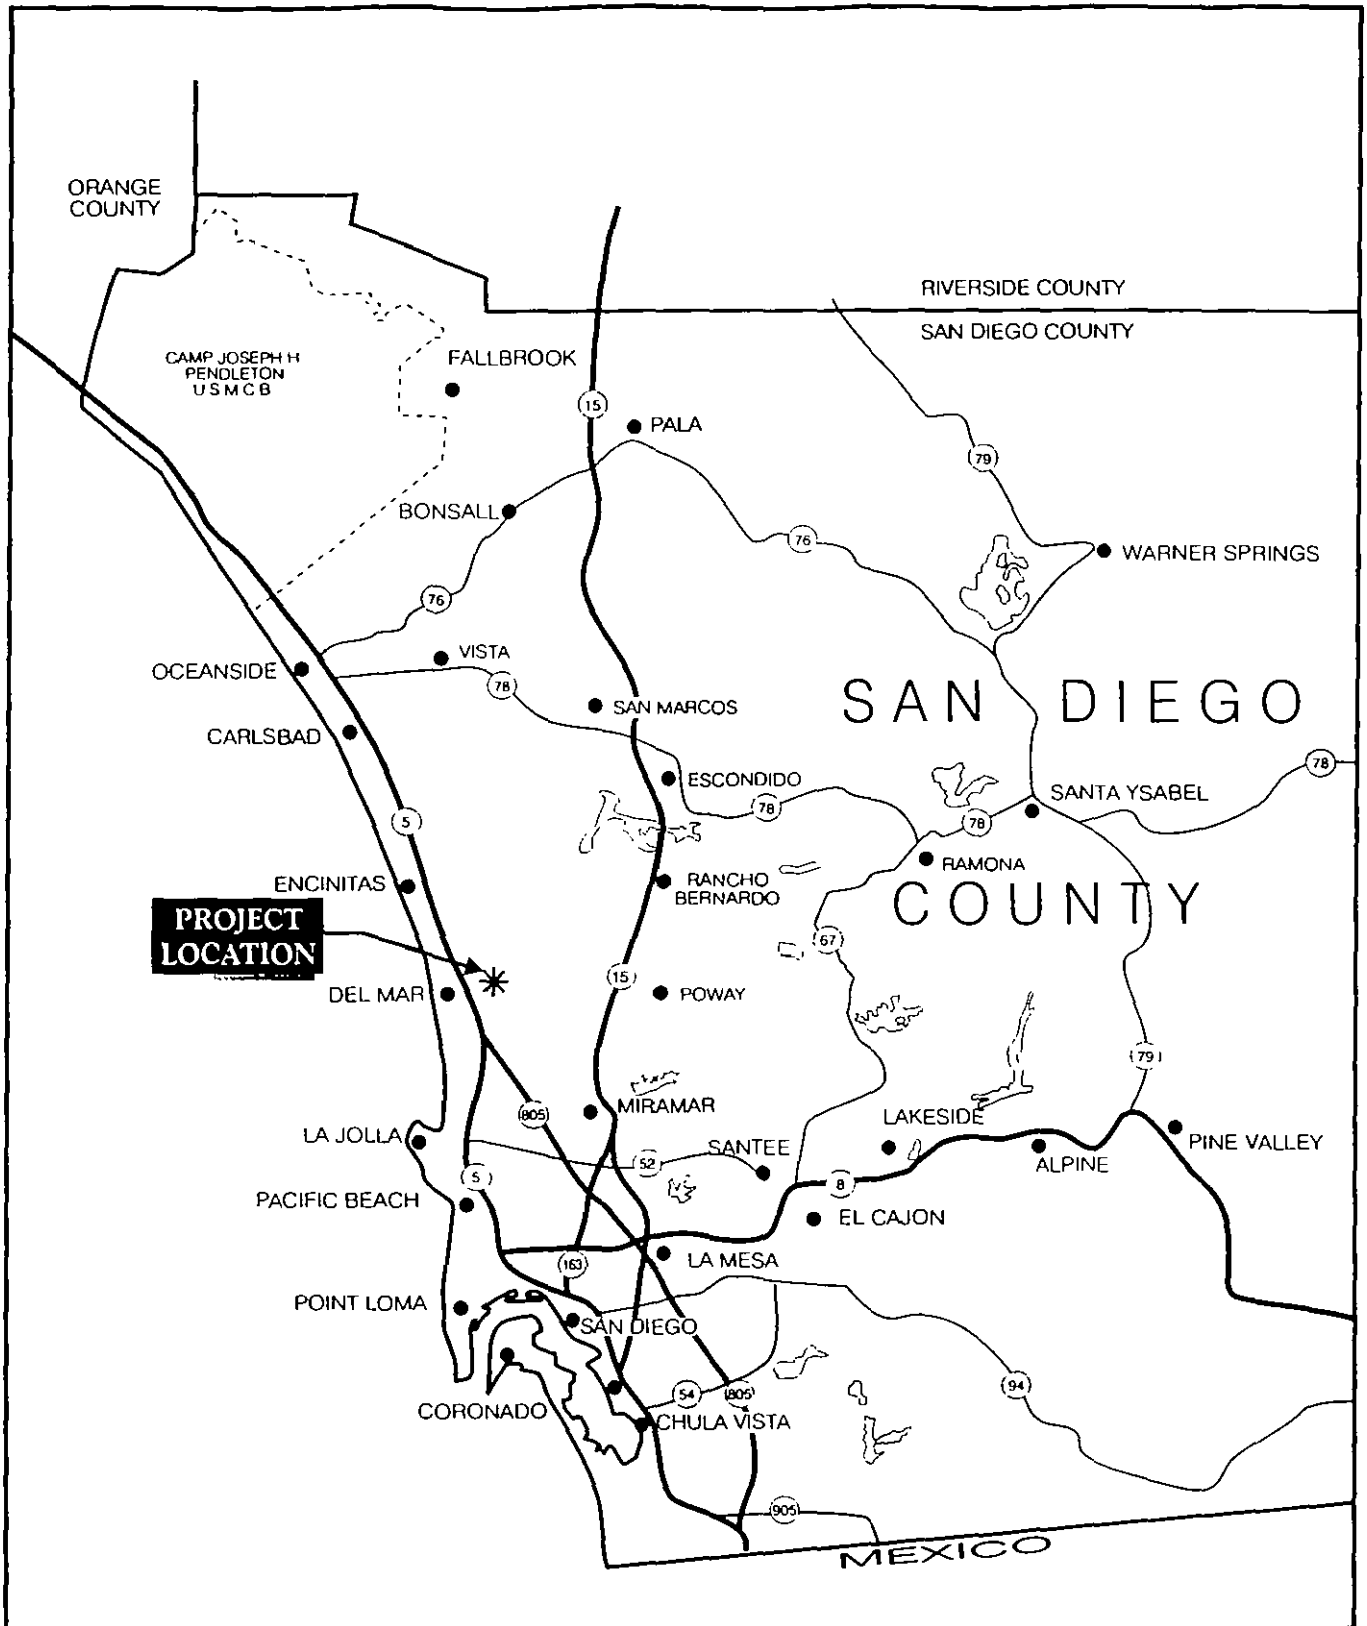 ORANGE
COUNTY
RIVERSIDE COUNTY
SAN DIEGO COUNTY
CAMP JOSEPH H
PENDLETON
U S M C B
FALLBROOK
15
PALA
79
BONSALL
76
WARNER SPRINGS
76
VISTA
OCEANSIDE
78
SAN MARCOS
SAN DIEGO
CARLSBAD
78
ESCONDIDO
SANTA YSABEL
78
5
78
RAMONA
ENCINITAS
RANCHO
BERNARDO
COUNTY
PROJECT
LOCATION
67
15
DEL MAR
POWAY
79
MIRAMAR
805
LAKESIDE
LA JOLLA
SANTEE
PINE VALLEY
52
ALPINE
5
8
PACIFIC BEACH
EL CAJON
LA MESA
163
POINT LOMA
SAN DIEGO
54
805
94
CORONADO
CHULA VISTA
905
MEXICO